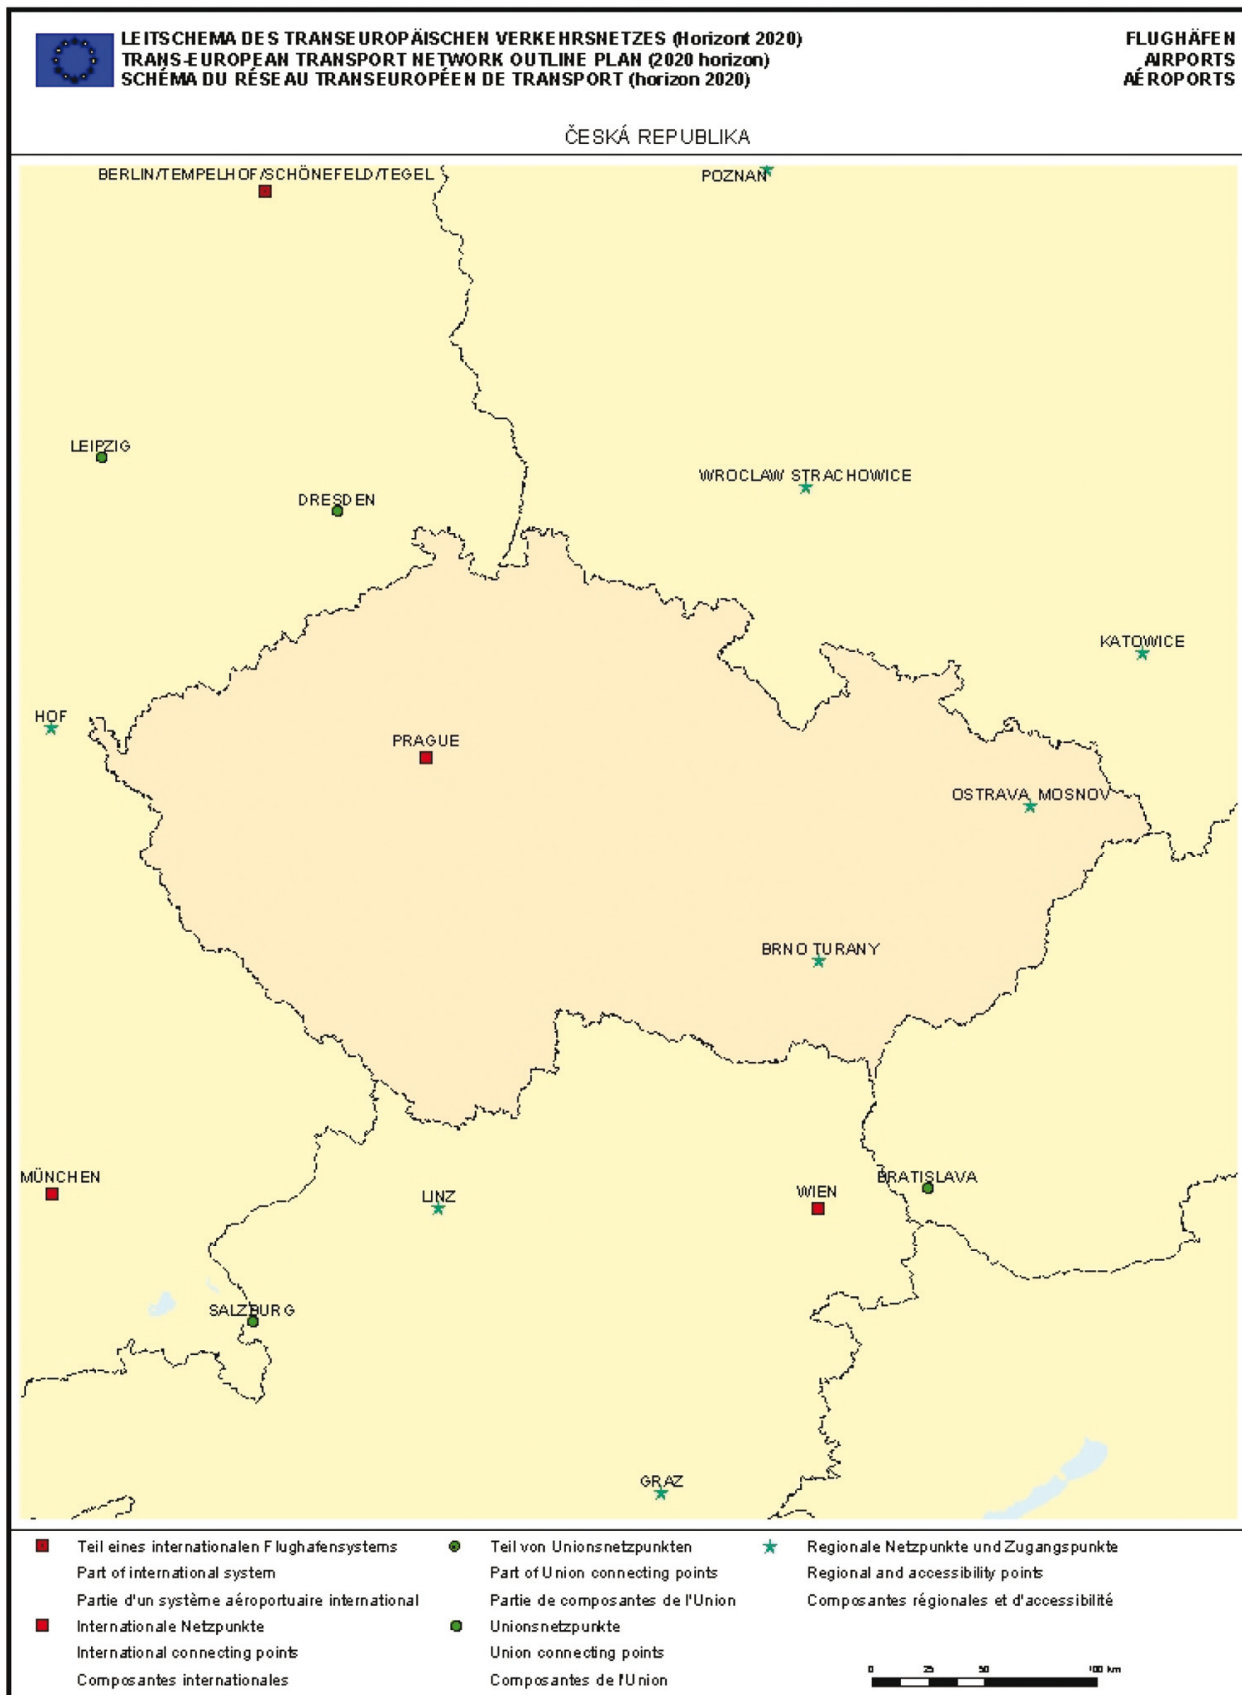 LEITSCHEMA DES TRANSEUROPÄISCHEN VERKEHRSNETZES (Horizont 2020)
TRANS-EUROPEAN TRANSPORT NETWORK OUTLINE PLAN (2020 horizon)
SCHÉMA DU RÉSEAU TRANSEUROPÉEN DE TRANSPORT (horizon 2020)
FLUGHÄFEN
AIRPORTS
AÉROPORTS
ČESKÁ REPUBLIKA
BERLIN/TEMPELHOF/SCHÖNEFELD/TEGEL
POZNAN
LEIPZIG
WROCLAW STRACHOWICE
DRESDEN
KATOWICE
HOF
PRAGUE
OSTRAVA MOSNOV
BRNO TURANY
MÜNCHEN
BRATISLAVA
LINZ
WIEN
SALZBURG
GRAZ
Teil eines internationalen Flughafensystems
Part of international system
Partie d'un système aéroportuaire international
Internationale Netzpunkte
International connecting points
Composantes internationales
Teil von Unionsnetzpunkten
Part of Union connecting points
Partie de composantes de l'Union
Unionsnetzpunkte
Union connecting points
Composantes de l'Union
Regionale Netzpunkte und Zugangspunkte
Regional and accessibility points
Composantes régionales et d'accessibilité
0 25 50 100 km